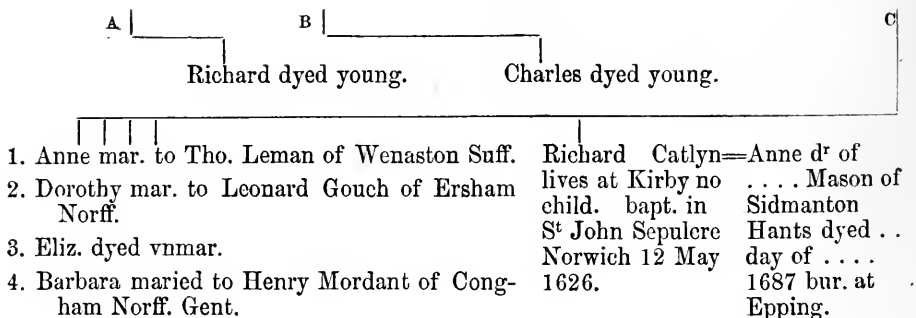 A B C
Richard dyed young. Charles dyed young.
1. Anne mar. to Tho. Leman of Wenaston Suff.
2. Dorothy mar. to Leonard Gouch of Ersham
Norff.
3. Eliz. dyed vnmar.
4. Barbara maried to Henry Mordant of Cong-
ham Norff. Gent.
Richard Catlyn=Anne dʳ of
lives at Kirby no
child. bapt. in
Sᵗ John Sepulcre
Norwich 12 May
1626.
. . . . Mason of
Sidmanton
Hants dyed . .
day of . . . .
1687 bur. at
Epping.